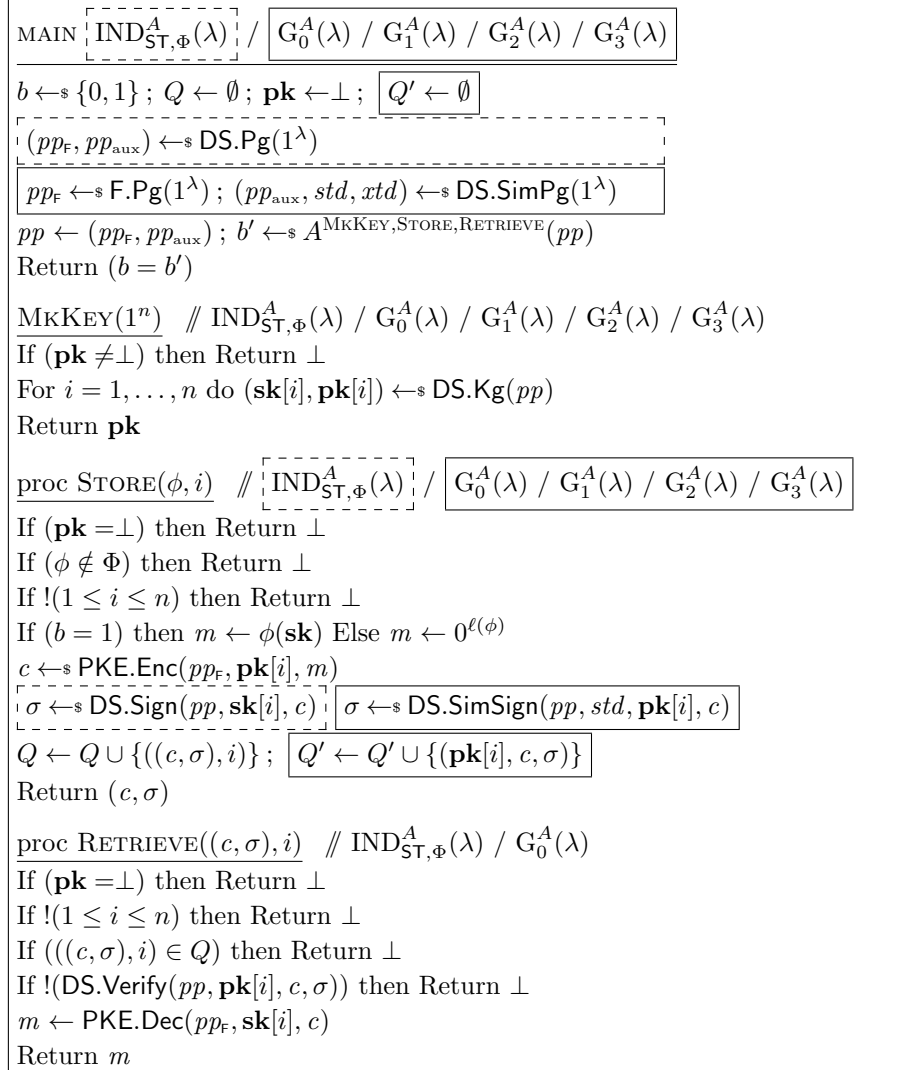 MAIN IND^A_{ST,Φ}(λ) / G^A_0(λ) / G^A_1(λ) / G^A_2(λ) / G^A_3(λ)
b ←$ {0, 1} ; Q ← ∅ ; pk ←⊥ ; Q′ ← ∅
(pp_F, pp_aux) ←$ DS.Pg(1^λ)
pp_F ←$ F.Pg(1^λ) ; (pp_aux, std, xtd) ←$ DS.SimPg(1^λ)
pp ← (pp_F, pp_aux) ; b′ ←$ A^{MKKEY,STORE,RETRIEVE}(pp)
Return (b = b′)
MKKEY(1^n) // IND^A_{ST,Φ}(λ) / G^A_0(λ) / G^A_1(λ) / G^A_2(λ) / G^A_3(λ)
If (pk ≠⊥) then Return ⊥
For i = 1, . . . , n do (sk[i], pk[i]) ←$ DS.Kg(pp)
Return pk
proc STORE(ϕ, i) // IND^A_{ST,Φ}(λ) / G^A_0(λ) / G^A_1(λ) / G^A_2(λ) / G^A_3(λ)
If (pk =⊥) then Return ⊥
If (ϕ ∉ Φ) then Return ⊥
If !(1 ≤ i ≤ n) then Return ⊥
If (b = 1) then m ← ϕ(sk) Else m ← 0^{ℓ(ϕ)}
c ←$ PKE.Enc(pp_F, pk[i], m)
σ ←$ DS.Sign(pp, sk[i], c) σ ←$ DS.SimSign(pp, std, pk[i], c)
Q ← Q ∪ {((c, σ), i)} ; Q′ ← Q′ ∪ {(pk[i], c, σ)}
Return (c, σ)
proc RETRIEVE((c, σ), i) // IND^A_{ST,Φ}(λ) / G^A_0(λ)
If (pk =⊥) then Return ⊥
If !(1 ≤ i ≤ n) then Return ⊥
If (((c, σ), i) ∈ Q) then Return ⊥
If !(DS.Verify(pp, pk[i], c, σ)) then Return ⊥
m ← PKE.Dec(pp_F, sk[i], c)
Return m